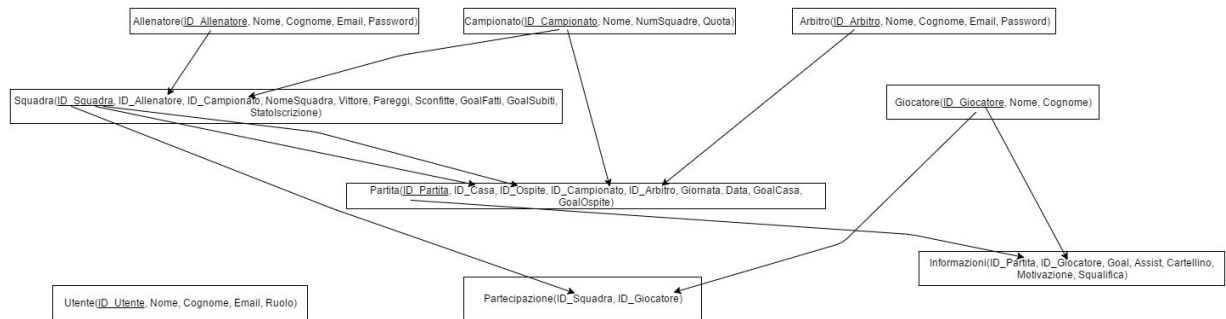 Allenatore(ID_Allenatore, Nome, Cognome, Email, Password)
Campionato(ID_Campionato, Nome, NumSquadre, Quota)
Arbitro(ID_Arbitro, Nome, Cognome, Email, Password)
Squadra(ID_Squadra, ID_Allenatore, ID_Campionato, NomeSquadra, Vittore, Pareggi, Sconfitte, GoalFatti, GoalSubiti,
StatoIscrizione)
Giocatore(ID_Giocatore, Nome, Cognome)
Partita(ID_Partita, ID_Casa, ID_Ospite, ID_Campionato, ID_Arbitro, Giornata, Data, GoalCasa,
GoalOspite)
Informazioni(ID_Partita, ID_Giocatore, Goal, Assist, Cartellino,
Motivazione, Squalifica)
Utente(ID_Utente, Nome, Cognome, Email, Ruolo)
Partecipazione(ID_Squadra, ID_Giocatore)